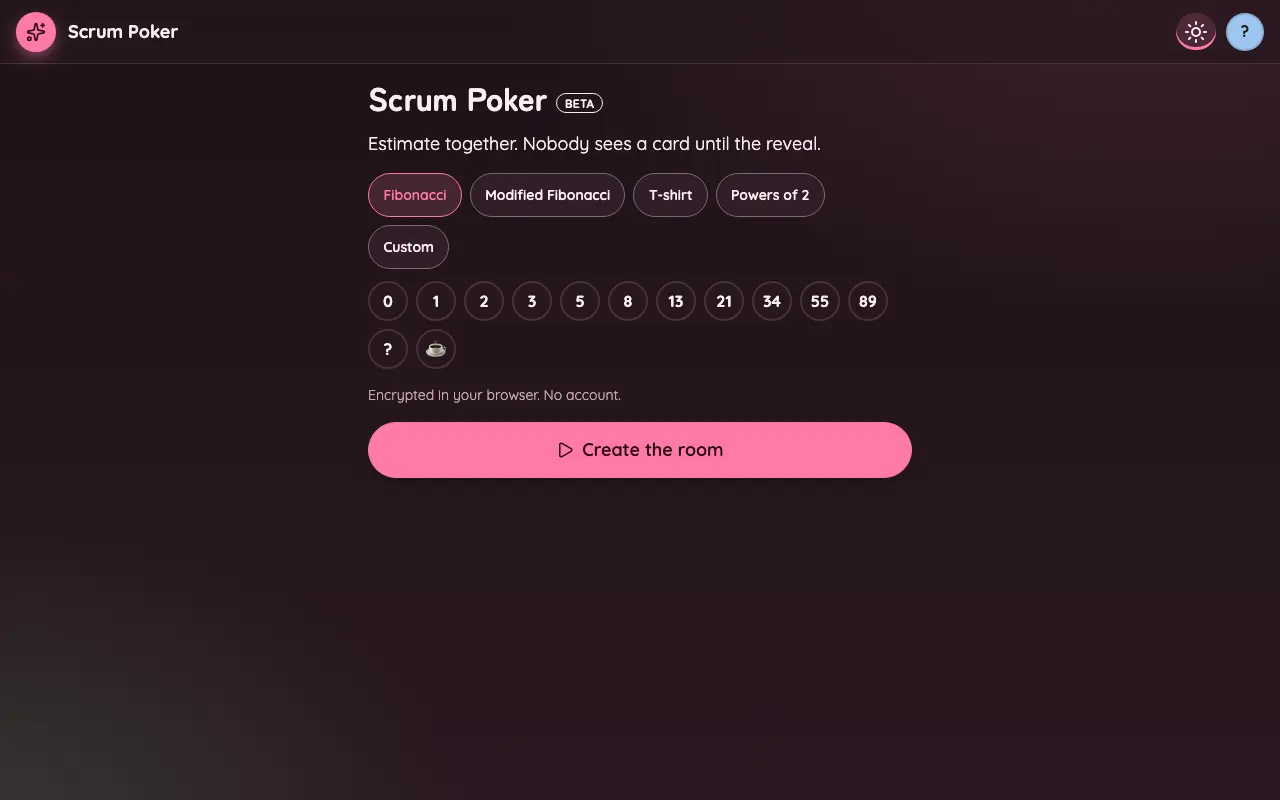 Scrum Poker
?
Scrum Poker BETA
Estimate together. Nobody sees a card until the reveal.
Fibonacci Modified Fibonacci T-shirt Powers of 2
Custom
0 1 2 3 5 8 13 21 34 55 89
? ☕
Encrypted in your browser. No account.
Create the room